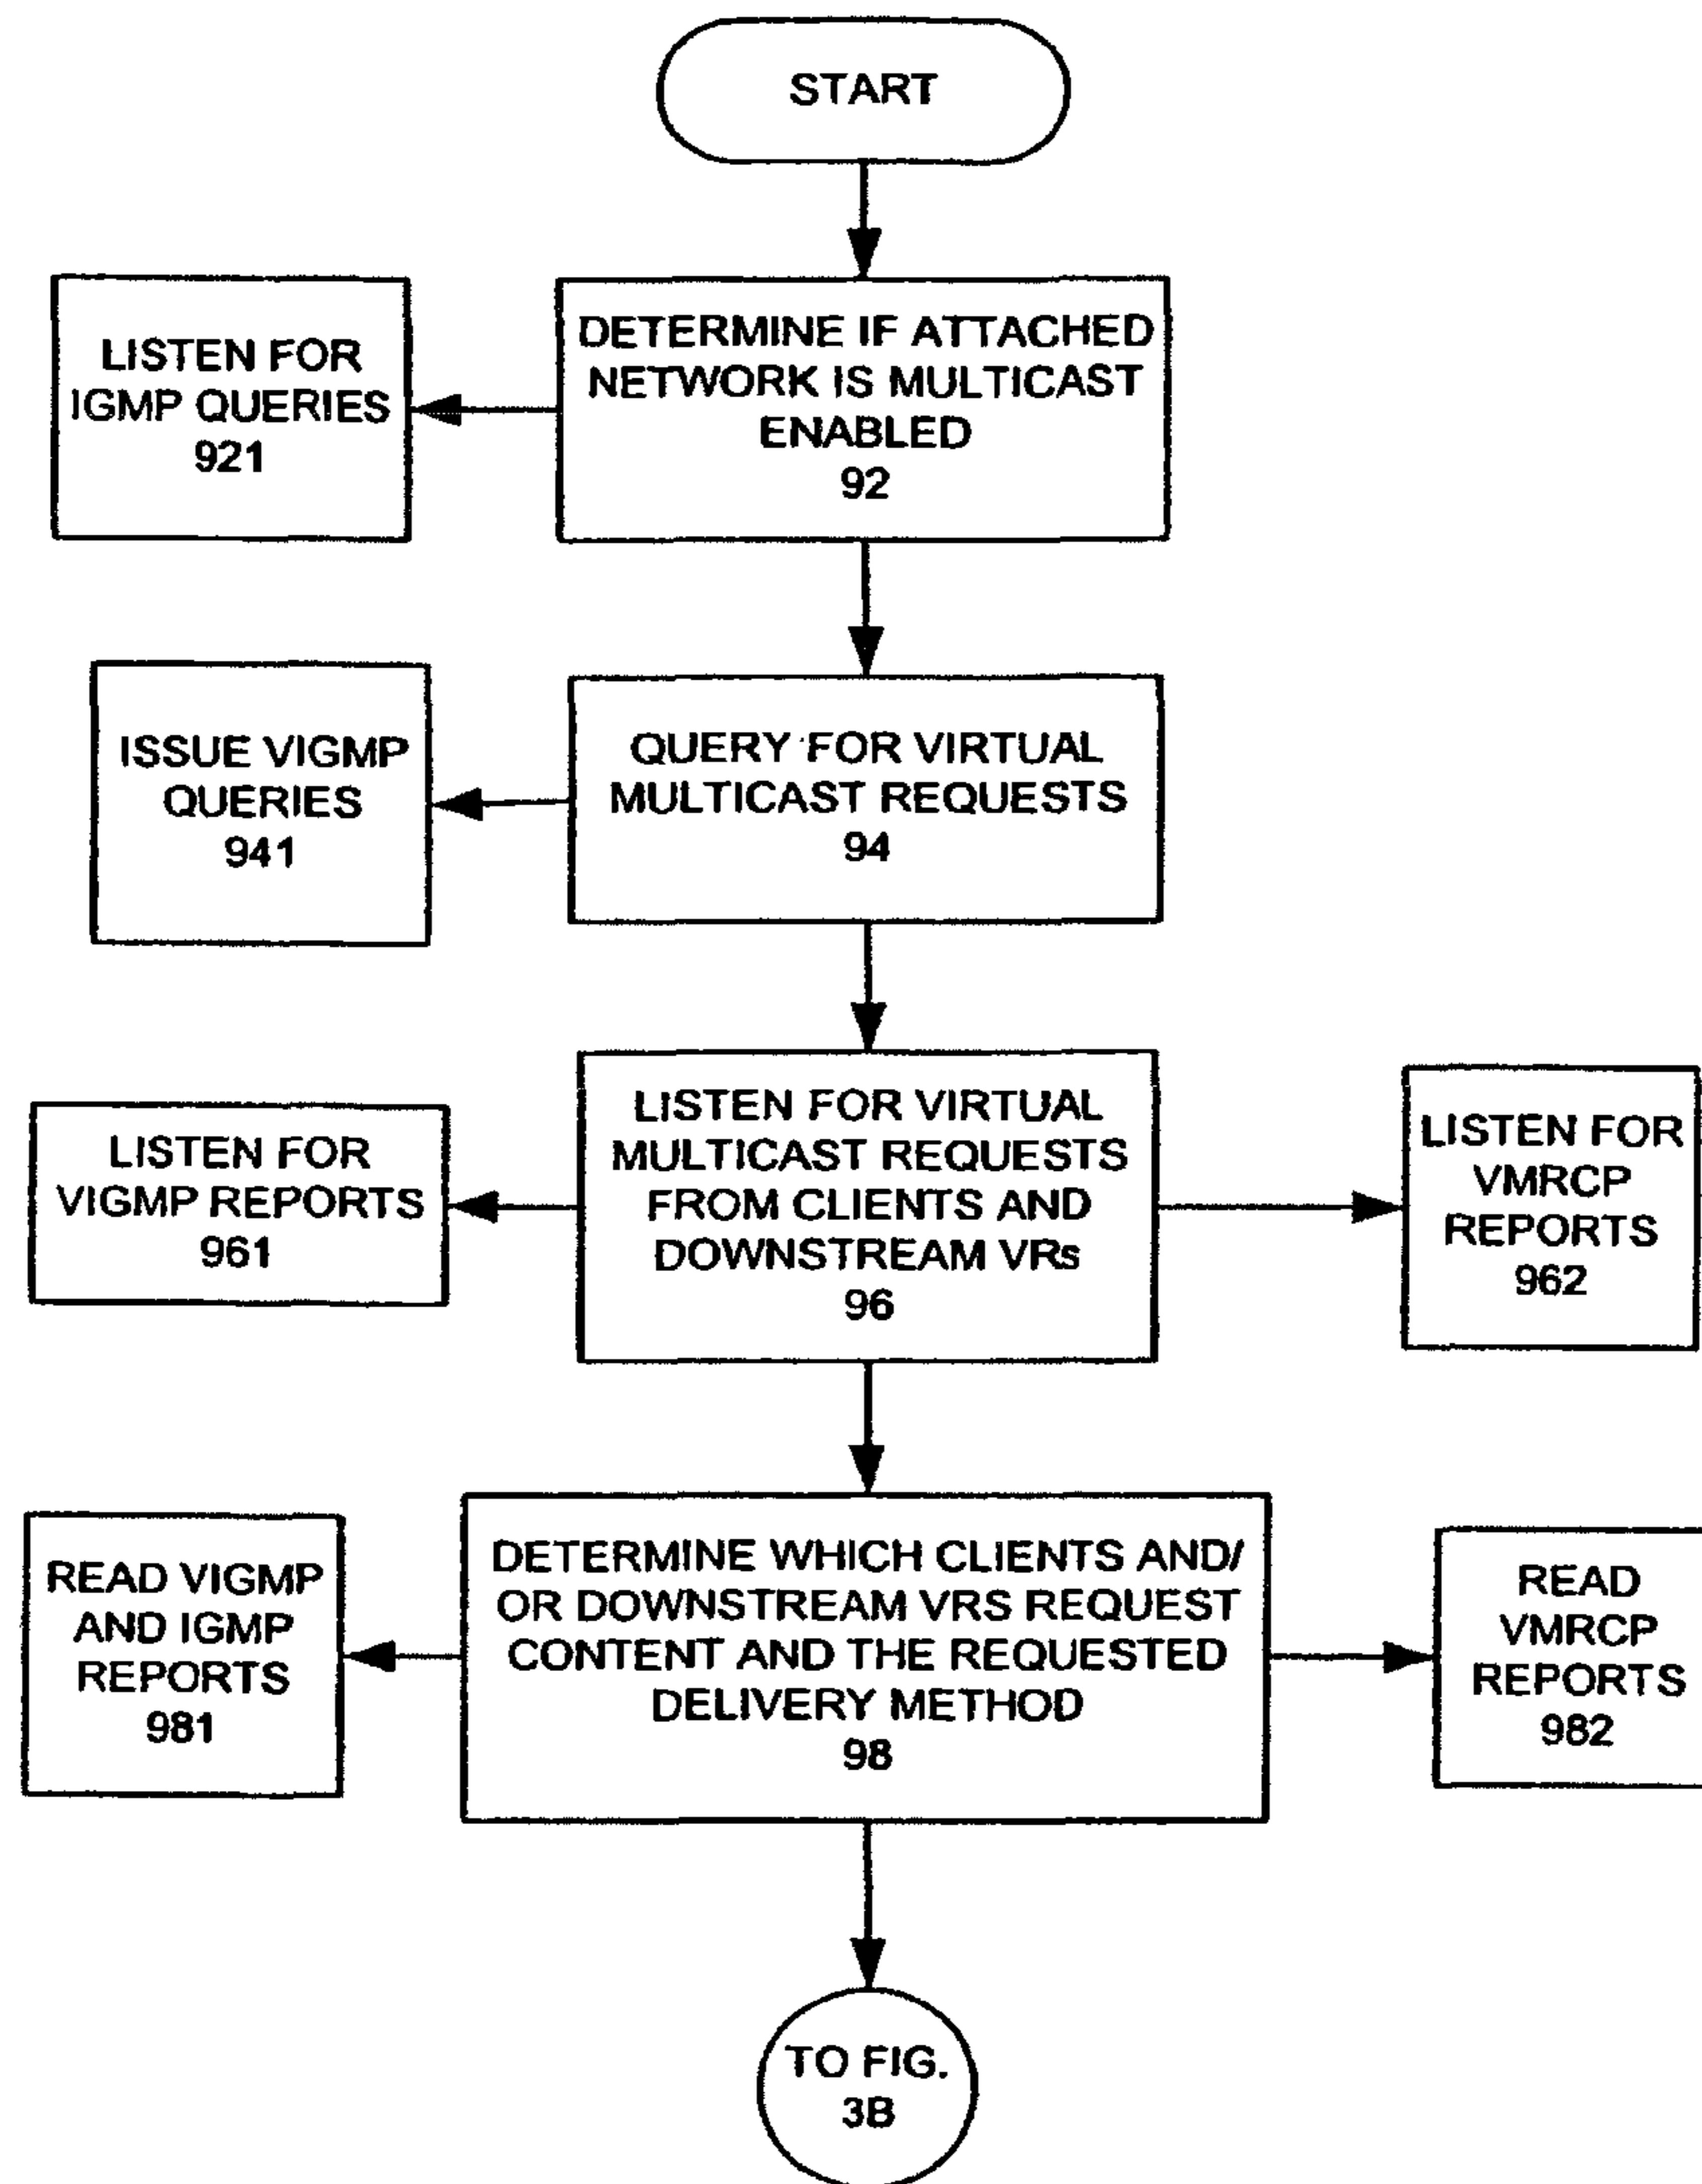 START
LISTEN FOR
IGMP QUERIES
921
DETERMINE IF ATTACHED
NETWORK IS MULTICAST
ENABLED
92
ISSUE VIGMP
QUERIES
941
QUERY FOR VIRTUAL
MULTICAST REQUESTS
94
LISTEN FOR
VIGMP REPORTS
961
LISTEN FOR VIRTUAL
MULTICAST REQUESTS
FROM CLIENTS AND
DOWNSTREAM VRs
96
LISTEN FOR
VMRCP
REPORTS
962
READ VIGMP
AND IGMP
REPORTS
981
DETERMINE WHICH CLIENTS AND/
OR DOWNSTREAM VRS REQUEST
CONTENT AND THE REQUESTED
DELIVERY METHOD
98
READ
VMRCP
REPORTS
982
TO FIG.
3B